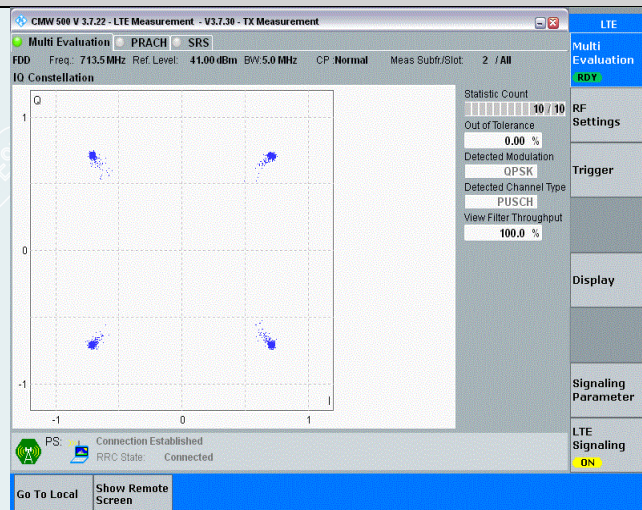 CMW 500 V 3.7.22 - LTE Measurement - V3.7.30 - TX Measurement
LTE
Multi Evaluation PRACH SRS
FDD Freq.: 713.5 MHz Ref. Level: 41.00 dBm BW:5.0 MHz CP :Normal Meas Subfr./Slot: 2 / All
IQ Constellation
Q
1
0
-1
-1 0 1
I
Statistic Count
10 / 10
Out of Tolerance
0.00 %
Detected Modulation
QPSK
Detected Channel Type
PUSCH
View Filter Throughput
100.0 %
Multi
Evaluation
RDY
RF
Settings
Trigger
Display
Signaling
Parameter
LTE
Signaling
ON
PS: Connection Established
RRC State: Connected
Go To Local
Show Remote
Screen